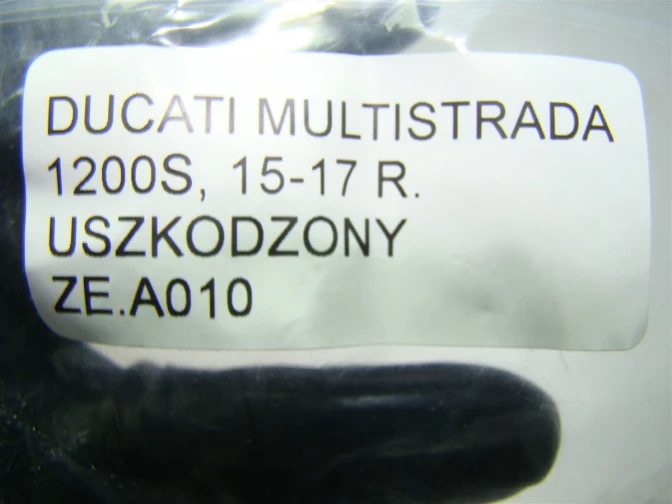 DUCATI MULTISTRADA
1200S, 15-17 R.
USZKODZONY
ZE.A010